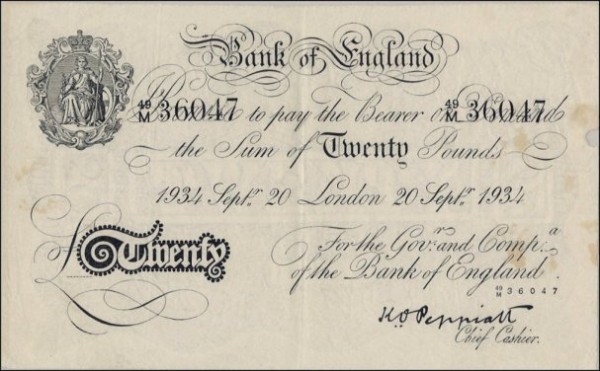 Bank of England
49/M 36047 to pay the Bearer on Demand 49/M 36047
the Sum of Twenty Pounds
1934 Septr. 20 London 20 Septr. 1934
For the Govr. and Compa.
£Twenty
of the Bank of England.
49/M 36047
K.O. Peppiatt
Chief Cashier.